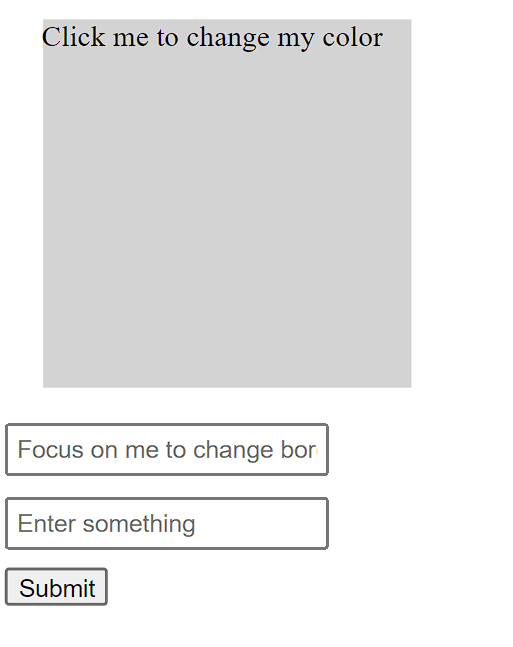 Click me to change my color
Focus on me to change bor
Enter something
Submit